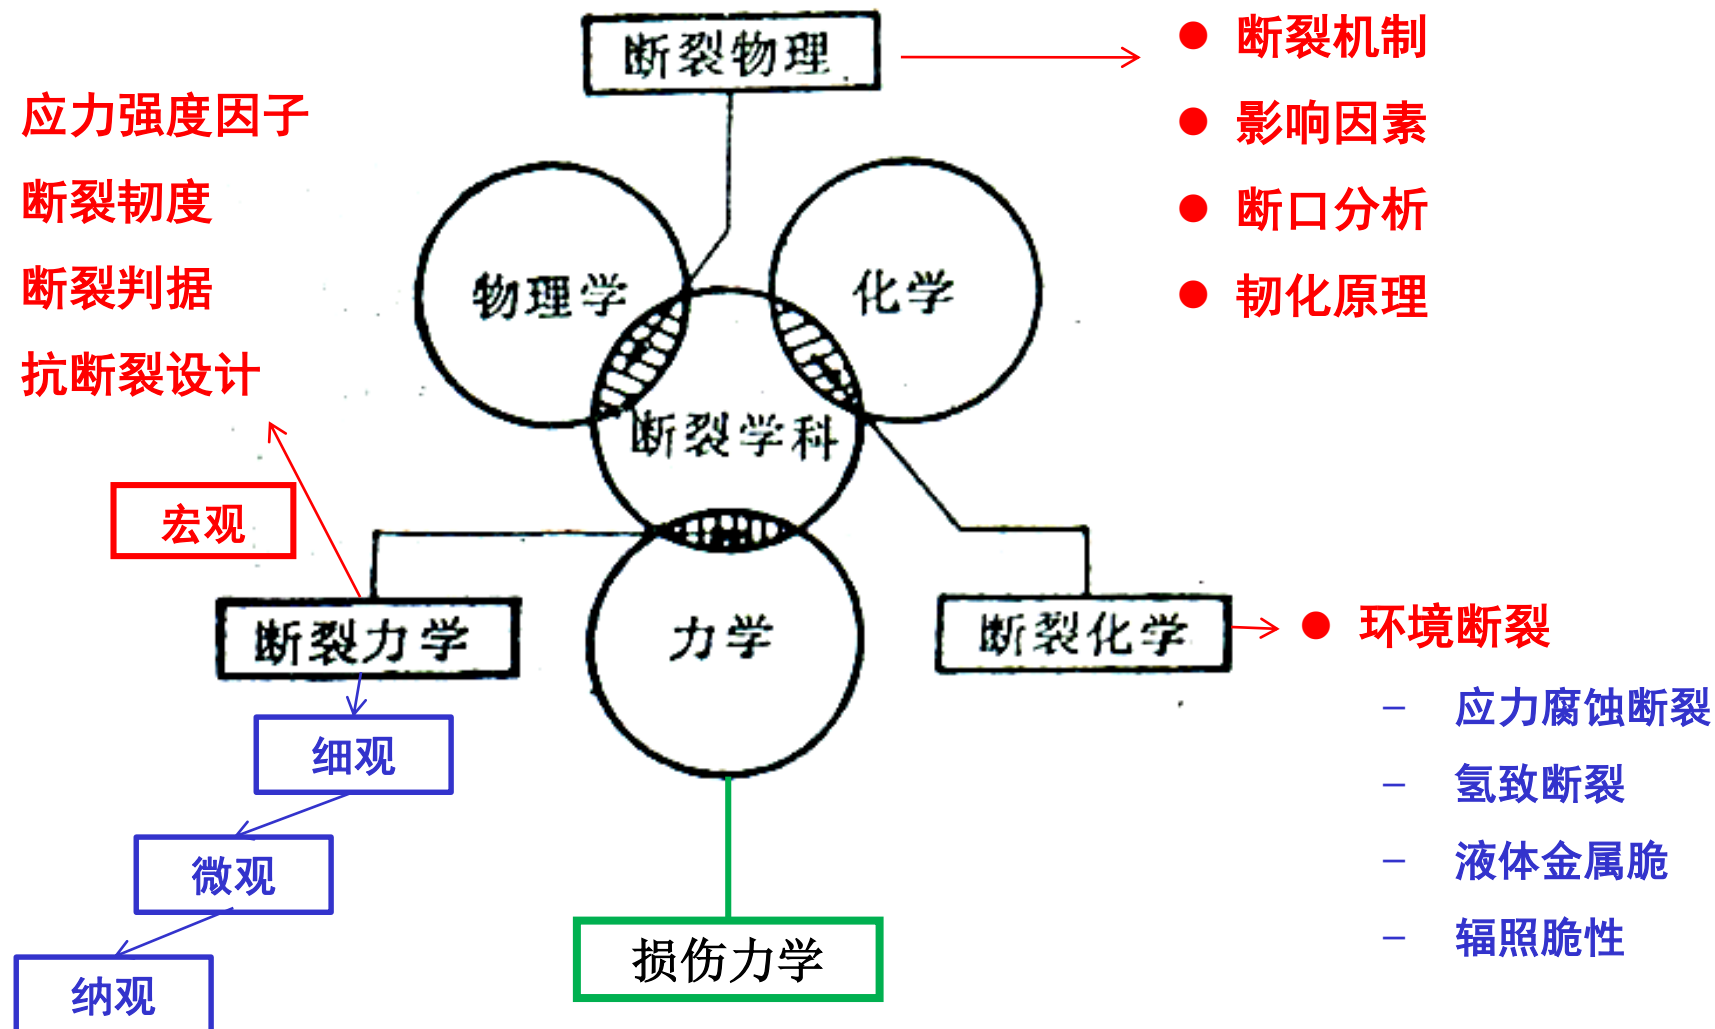 断裂物理
断裂机制
影响因素
断口分析
韧化原理
应力强度因子
断裂韧度
断裂判据
抗断裂设计
物理学
化学
断裂学科
宏观
断裂力学
力学
断裂化学
环境断裂
应力腐蚀断裂
氢致断裂
液体金属脆
辐照脆性
细观
微观
纳观
损伤力学